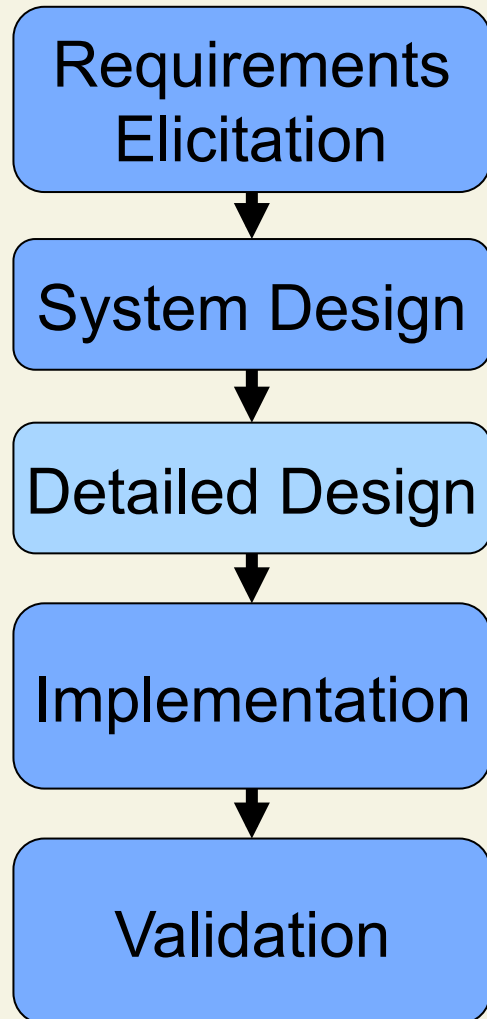 Requirements
Elicitation
System Design
Detailed Design
Implementation
Validation